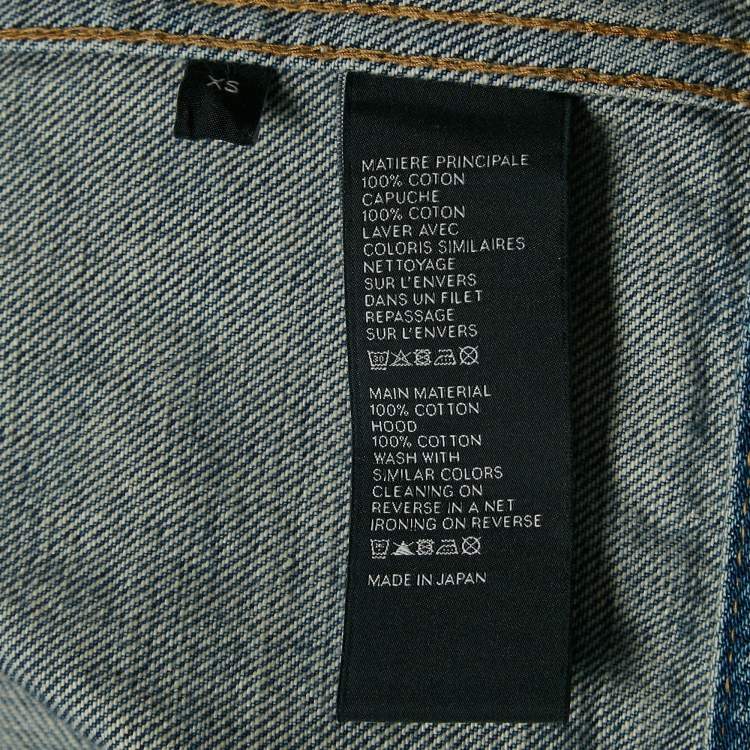 XS
MATIERE PRINCIPALE
100% COTON
CAPUCHE
100% COTON
LAVER AVEC
COLORIS SIMILAIRES
NETTOYAGE
SUR L'ENVERS
DANS UN FILET
REPASSAGE
SUR L'ENVERS
30
MAIN MATERIAL
100% COTTON
HOOD
100% COTTON
WASH WITH
SIMILAR COLORS
CLEANING ON
REVERSE IN A NET
IRONING ON REVERSE
MADE IN JAPAN